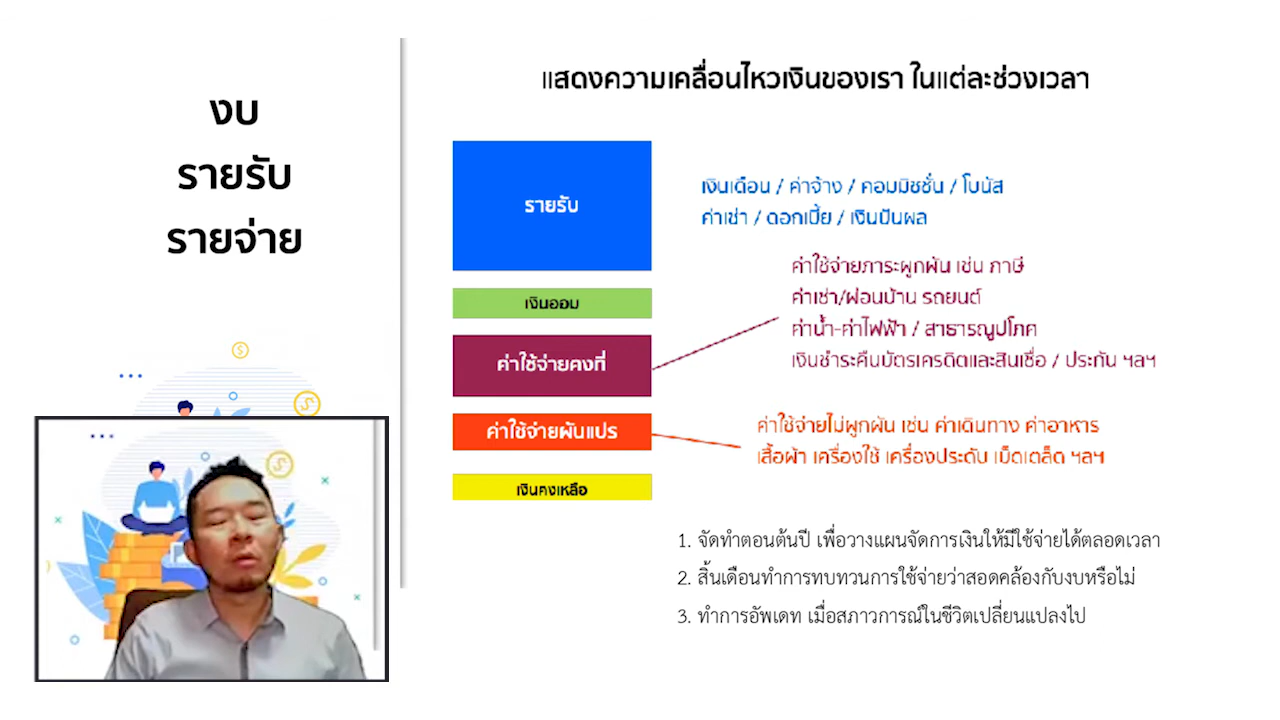 งบ
รายรับ
รายจ่าย
แสดงความเคลื่อนไหวเงินของเรา ในแต่ละช่วงเวลา
รายรับ
เงินเดือน / ค่าจ้าง / คอมมิชชั่น / โบนัส
ค่าเช่า / ดอกเบี้ย / เงินปันผล
เงินออม
ค่าใช้จ่ายคงที่
ค่าใช้จ่ายภาระผูกพัน เช่น ภาษี
ค่าเช่า/ผ่อนบ้าน รถยนต์
ค่าน้ำ-ค่าไฟฟ้า / สาธารณูปโภค
เงินชำระคืนบัตรเครดิตและสินเชื่อ / ประกัน ฯลฯ
ค่าใช้จ่ายผันแปร
ค่าใช้จ่ายไม่ผูกพัน เช่น ค่าเดินทาง ค่าอาหาร
เสื้อผ้า เครื่องใช้ เครื่องประดับ เบ็ดเตล็ด ฯลฯ
เงินคงเหลือ
1. จัดทำตอนต้นปี เพื่อวางแผนจัดการเงินให้มีใช้จ่ายได้ตลอดเวลา
2. สิ้นเดือนทำการทบทวนการใช้จ่ายว่าสอดคล้องกับงบหรือไม่
3. ทำการอัพเดท เมื่อสภาวการณ์ในชีวิตเปลี่ยนแปลงไป